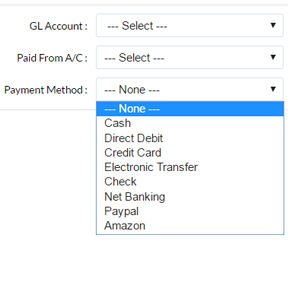 GL Account : --- Select ---
Paid From A/C : --- Select ---
Payment Method : --- None ---
--- None ---
Cash
Direct Debit
Credit Card
Electronic Transfer
Check
Net Banking
Paypal
Amazon